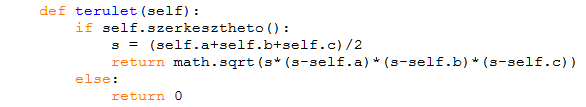 def terulet(self):
    if self.szerkesztheto():
        s = (self.a+self.b+self.c)/2
        return math.sqrt(s*(s-self.a)*(s-self.b)*(s-self.c))
    else:
        return 0